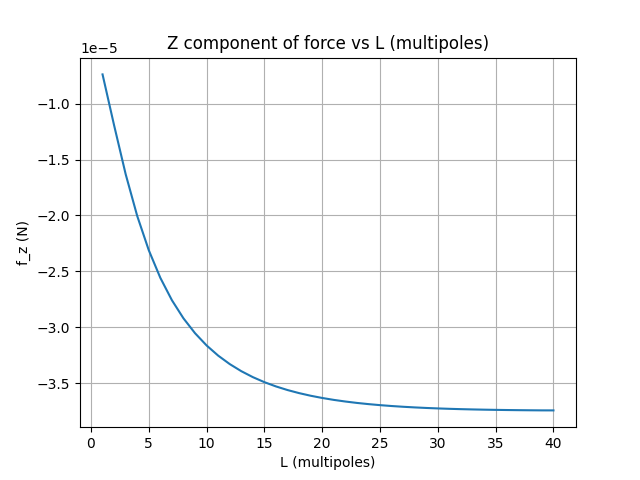 Z component of force vs L (multipoles)
1e−5
−1.0
−1.5
−2.0
−2.5
−3.0
−3.5
f_z (N)
0 5 10 15 20 25 30 35 40
L (multipoles)